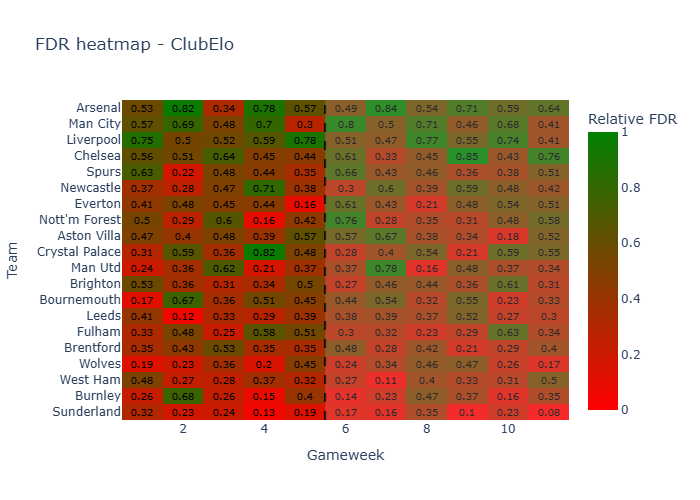 FDR heatmap - ClubElo
Relative FDR
Arsenal 0.53 0.82 0.34 0.78 0.57 0.49 0.84 0.54 0.71 0.59 0.64
Man City 0.57 0.69 0.48 0.7 0.3 0.8 0.5 0.71 0.46 0.68 0.41
Liverpool 0.75 0.5 0.52 0.59 0.78 0.51 0.47 0.77 0.55 0.74 0.41
Chelsea 0.56 0.51 0.64 0.45 0.44 0.61 0.33 0.45 0.85 0.43 0.76
Spurs 0.63 0.22 0.48 0.44 0.35 0.66 0.43 0.46 0.36 0.38 0.51
Newcastle 0.37 0.28 0.47 0.71 0.38 0.3 0.6 0.39 0.59 0.48 0.42
Everton 0.41 0.48 0.45 0.44 0.16 0.61 0.43 0.21 0.48 0.54 0.51
Nott'm Forest 0.5 0.29 0.6 0.16 0.42 0.76 0.28 0.35 0.31 0.48 0.58
Aston Villa 0.47 0.4 0.48 0.39 0.57 0.57 0.67 0.38 0.34 0.18 0.52
Crystal Palace 0.31 0.59 0.36 0.82 0.48 0.28 0.4 0.54 0.21 0.59 0.55
Man Utd 0.24 0.36 0.62 0.21 0.37 0.37 0.78 0.16 0.48 0.37 0.34
Brighton 0.53 0.36 0.31 0.34 0.5 0.27 0.46 0.44 0.36 0.61 0.31
Bournemouth 0.17 0.67 0.36 0.51 0.45 0.44 0.54 0.32 0.55 0.23 0.33
Leeds 0.41 0.12 0.33 0.29 0.39 0.38 0.39 0.37 0.52 0.27 0.3
Fulham 0.33 0.48 0.25 0.58 0.51 0.3 0.32 0.23 0.29 0.63 0.34
Brentford 0.35 0.43 0.53 0.35 0.35 0.48 0.28 0.42 0.21 0.29 0.4
Wolves 0.19 0.23 0.36 0.2 0.45 0.24 0.34 0.46 0.47 0.26 0.17
West Ham 0.48 0.27 0.28 0.37 0.32 0.27 0.11 0.4 0.33 0.31 0.5
Burnley 0.26 0.68 0.26 0.15 0.4 0.14 0.23 0.47 0.37 0.16 0.35
Sunderland 0.32 0.23 0.24 0.13 0.19 0.17 0.16 0.35 0.1 0.23 0.08
2 4 6 8 10
Gameweek
Team
1
0.8
0.6
0.4
0.2
0